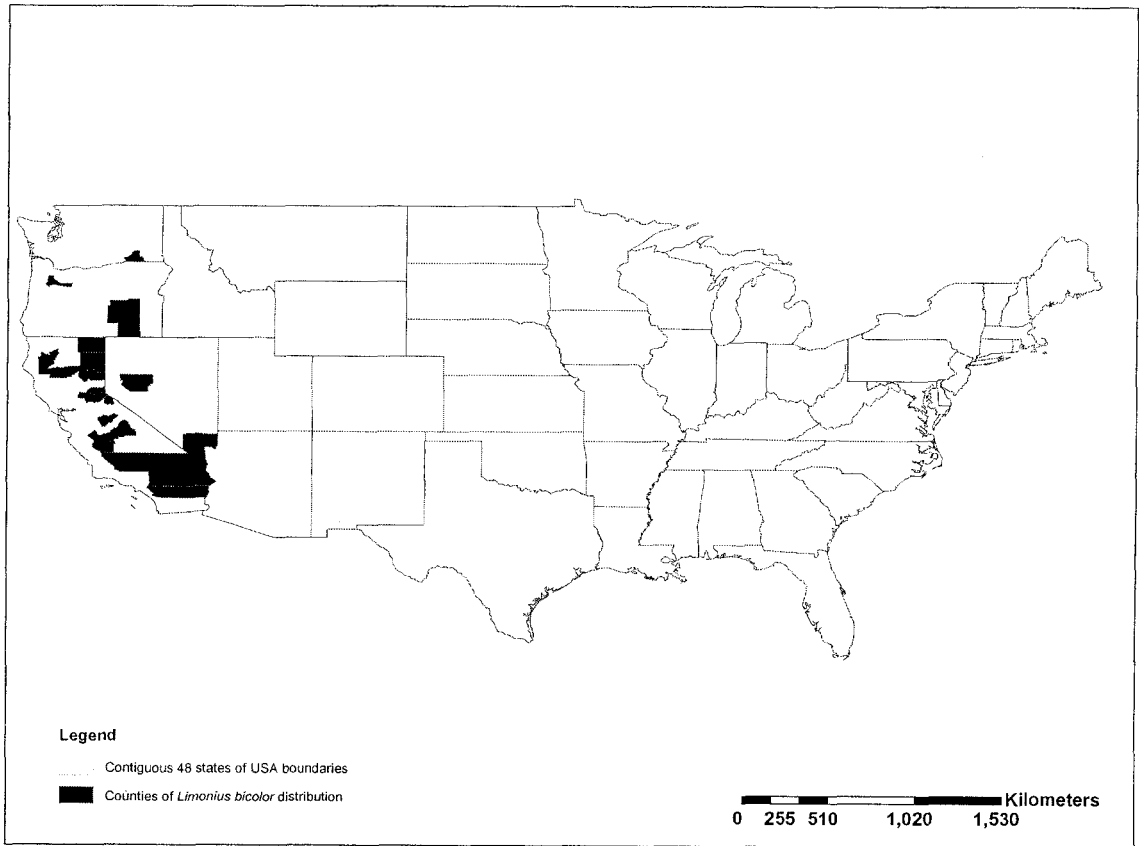 Legend
Contiguous 48 states of USA boundaries
Counties of Limonius bicolor distribution
Kilometers
0 255 510 1,020 1,530